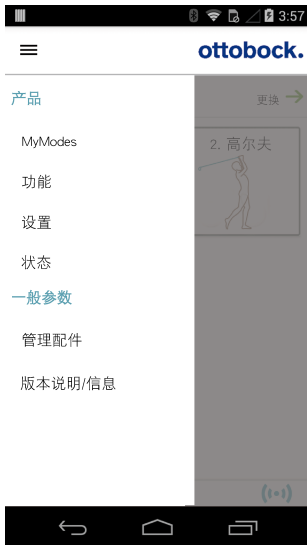 3:57
ottobock.
产品
更换
MyModes
2. 高尔夫
功能
设置
状态
一般参数
管理配件
版本说明/信息